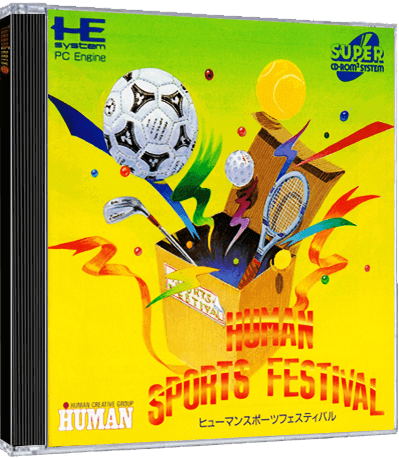 HE
system
PC Engine
SUPER
CD-ROM² SYSTEM
HUMAN
SPORTS FESTIVAL
HUMAN CREATIVE GROUP
HUMAN
ヒューマンスポーツフェスティバル